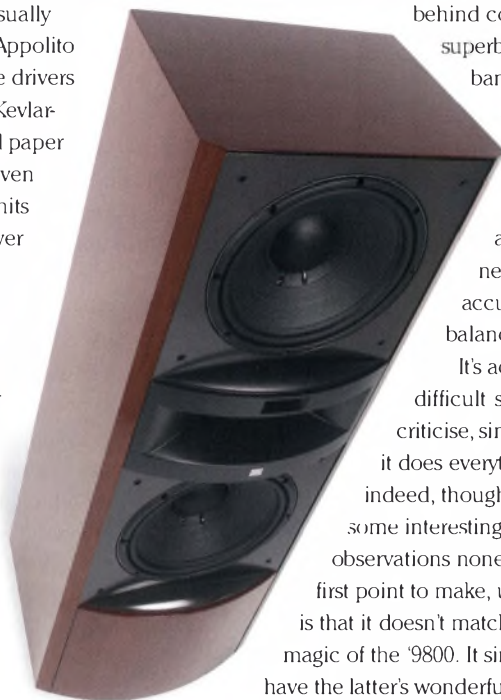 sually
Appolito
e drivers
Kevlar-
d paper
ven
nits
ver
behind co
superb
bar
a
ne
accu
balanc
It's ac
difficult s
criticise, sin
it does everyt
indeed, though
some interesting
observations none
first point to make, u
is that it doesn't match
magic of the '9800. It sin
have the latter's wonderfu